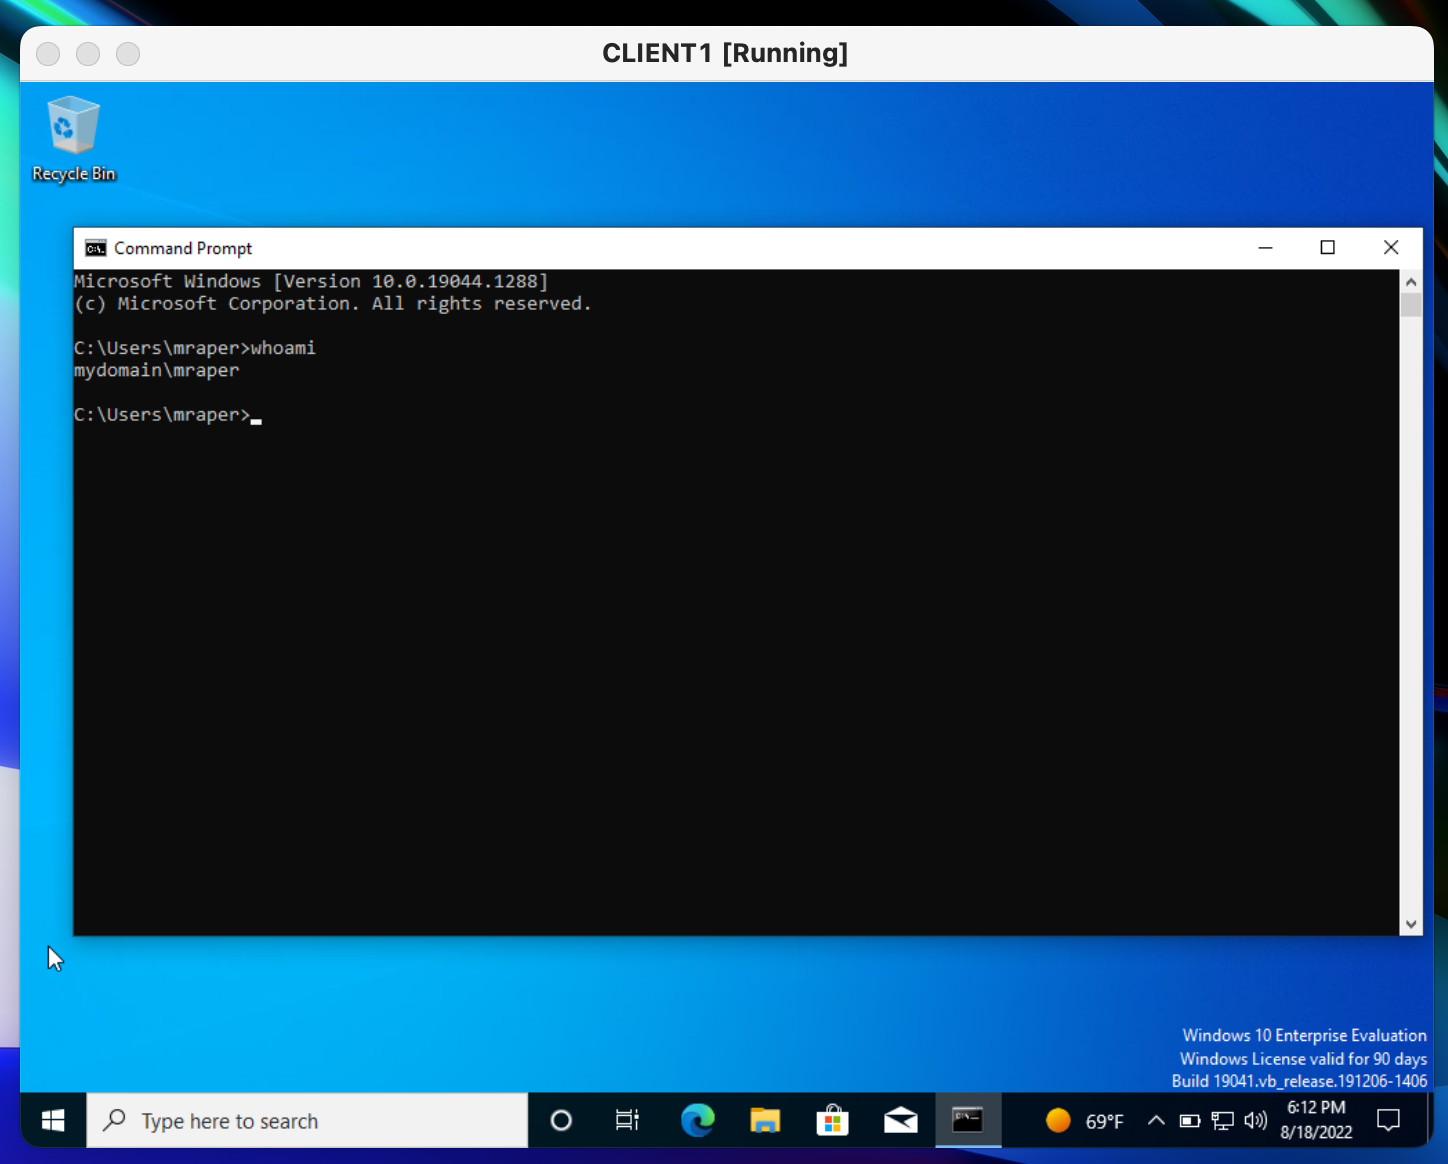 CLIENT1 [Running]
Recycle Bin
Command Prompt
Microsoft Windows [Version 10.0.19044.1288]
(c) Microsoft Corporation. All rights reserved.
C:\Users\mraper>whoami
mydomain\mraper
C:\Users\mraper>_
Windows 10 Enterprise Evaluation
Windows License valid for 90 days
Build 19041.vb_release.191206-1406
Type here to search
69°F
6:12 PM
8/18/2022